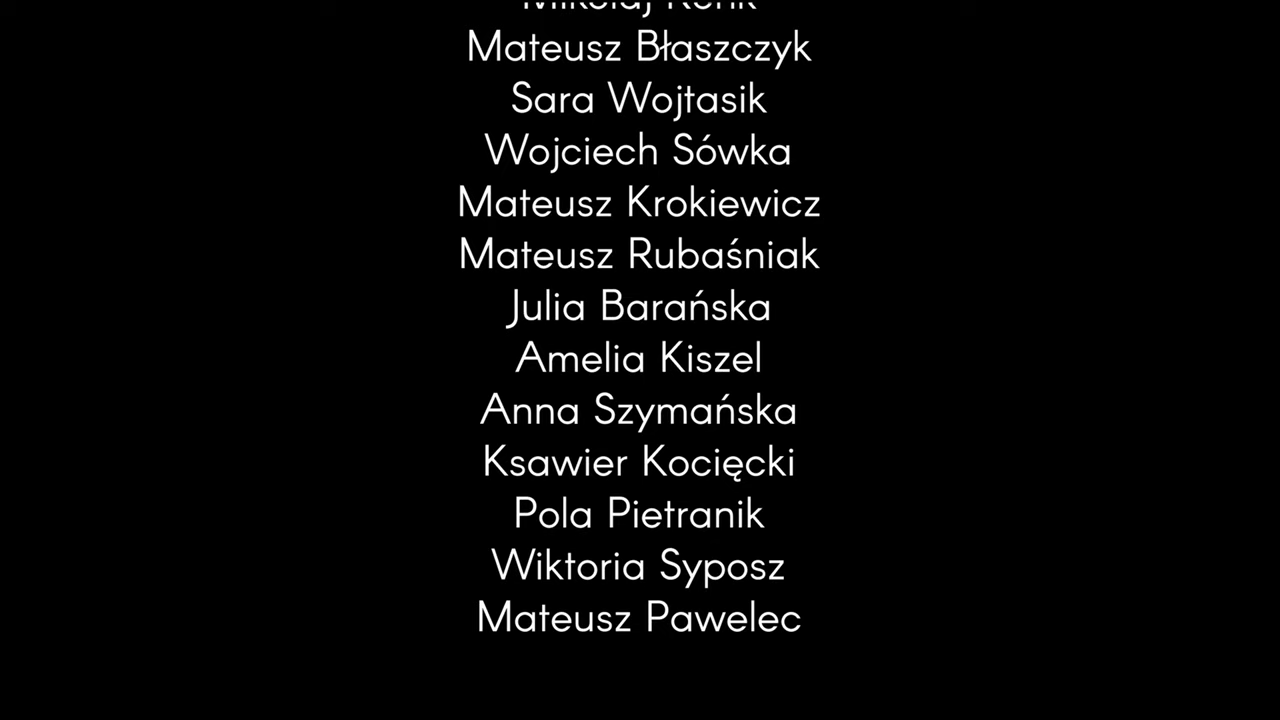 Mateusz Błaszczyk
Sara Wojtasik
Wojciech Sówka
Mateusz Krokiewicz
Mateusz Rubaśniak
Julia Barańska
Amelia Kiszel
Anna Szymańska
Ksawier Kocięcki
Pola Pietranik
Wiktoria Syposz
Mateusz Pawelec